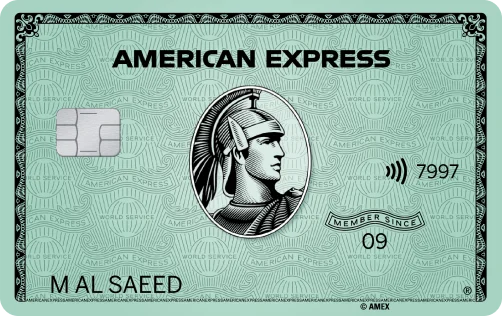 AMERICAN EXPRESS
7997
MEMBER SINCE
09
M AL SAEED
®
© AMEX